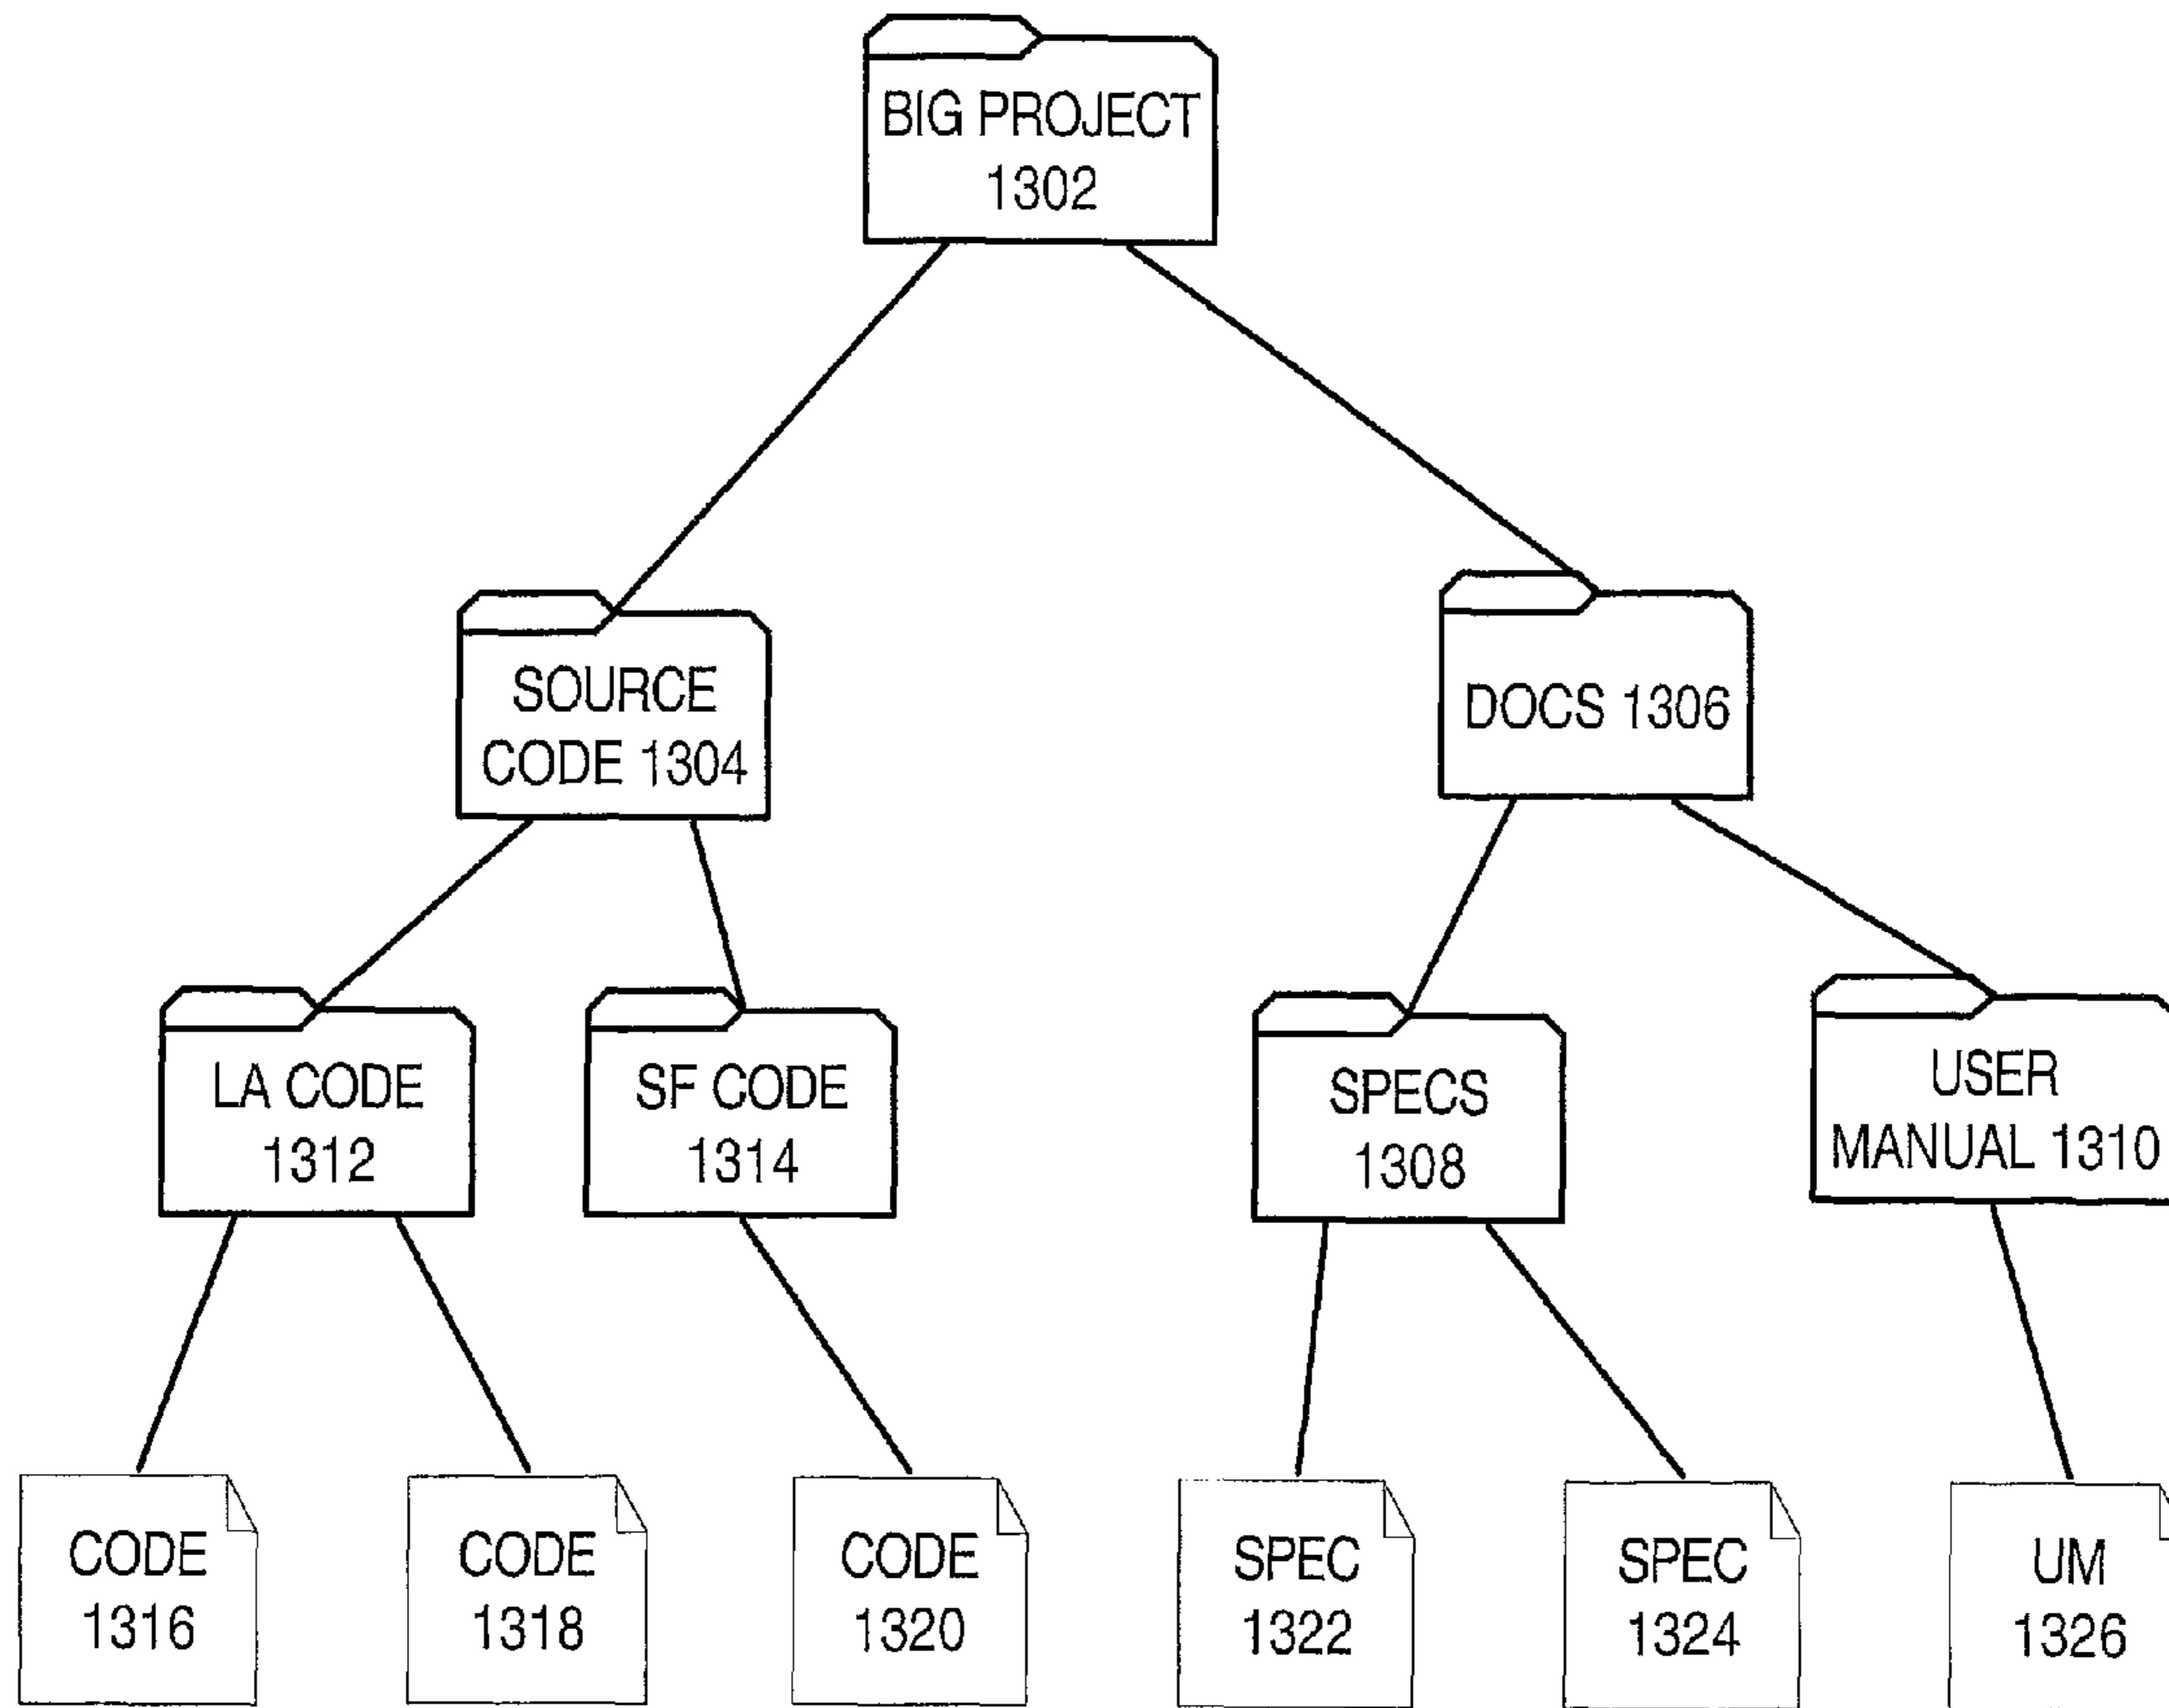 BIG PROJECT
1302
SOURCE
CODE 1304
DOCS 1306
LA CODE
1312
SF CODE
1314
SPECS
1308
USER
MANUAL 1310
CODE
1316
CODE
1318
CODE
1320
SPEC
1322
SPEC
1324
UM
1326